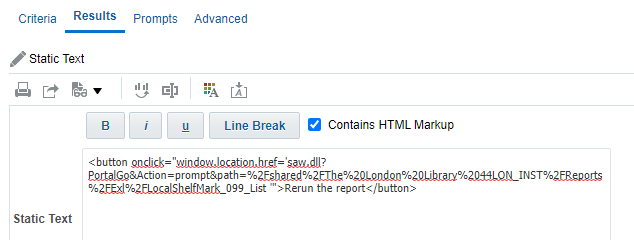 Criteria Results Prompts Advanced
Static Text
B i u Line Break Contains HTML Markup
<button onclick="window.location.href='saw.dll?
PortalGo&Action=prompt&path=%2Fshared%2FThe%20London%20Library%2044LON_INST%2FReports
%2FExl%2FLocalShelfMark_099_List '">Rerun the report</button>
Static Text